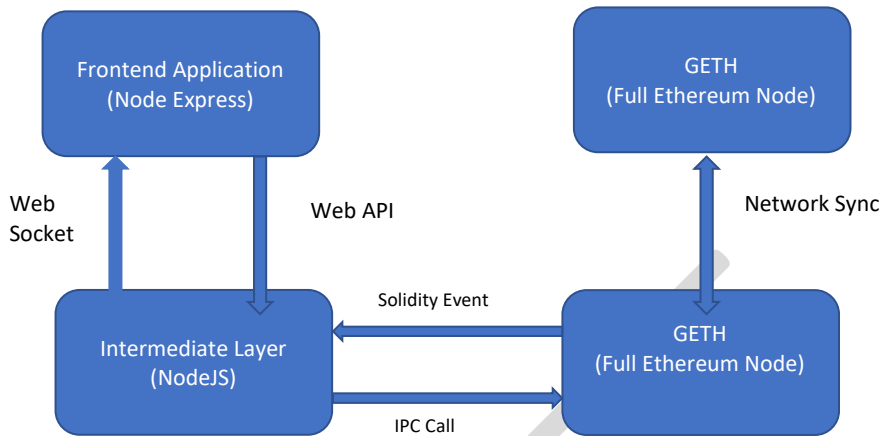 Frontend Application
(Node Express)
GETH
(Full Ethereum Node)
Web
Socket
Web API
Network Sync
Solidity Event
Intermediate Layer
(NodeJS)
GETH
(Full Ethereum Node)
IPC Call